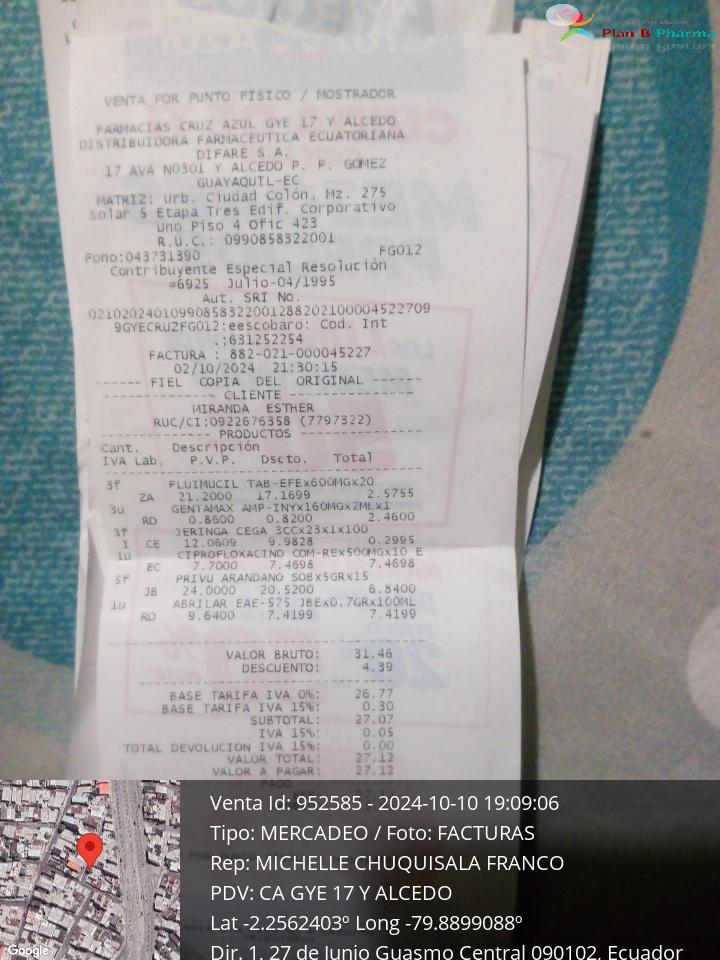 Plan B Pharma
VENTA POR PUNTO FÍSICO / MOSTRADOR
FARMACIAS CRUZ AZUL GYE 17 Y ALCEDO
DISTRIBUIDORA FARMACEUTICA ECUATORIANA
DIFARE S.A.
17 AVA N0301 Y ALCEDO P. P. GOMEZ
GUAYAQUIL-EC
MATRIZ: Urb. Ciudad Colón, Mz. 275
Solar 5 Etapa Tres Edif. Corporativo
Uno Piso 4 Ofic 423
R.U.C.: 0990858322001
Fono:043731390 FG012
Contribuyente Especial Resolución
#6925 Julio-04/1995
Aut. SRI No.
02102024010990858322001288202100004522709
9GYECRUZFG012:eescobaro: Cod. Int
.:631252254
FACTURA : 882-021-000045227
02/10/2024 21:30:15
------ FIEL COPIA DEL ORIGINAL ------
---------------- CLIENTE ----------------
MIRANDA ESTHER
RUC/CI:0922676358 (7797322)
--------------- PRODUCTOS ---------------
Cant. Descripción
IVA Lab. P.V.P. Dscto. Total
3f FLUIMUCIL TAB-EFEx600MGx20
ZA 21.2000 17.1699 2.5755
3u GENTAMAX AMP-INYx160MGx2MLx1
RO 0.8600 0.8200 2.4600
3f JERINGA CEGA 3CCx23x1x100
I CE 12.0609 9.9828 0.2995
1u CIPROFLOXACINO COM-REx500MGx10 E
EC 7.7000 7.4698 7.4698
5f PRIVU ARANDANO SOBx5GRx15
JB 24.0000 20.5200 6.8400
1u ABRILAR EAE-575 JBEx0.7GRx100ML
RO 9.6400 7.4199 7.4199
VALOR BRUTO: 31.46
DESCUENTO: 4.39
BASE TARIFA IVA 0%: 26.77
BASE TARIFA IVA 15%: 0.30
SUBTOTAL: 27.07
IVA 15%: 0.05
TOTAL DEVOLUCION IVA 15%: 0.00
VALOR TOTAL: 27.12
VALOR A PAGAR: 27.12
PAGO
Venta Id: 952585 - 2024-10-10 19:09:06
Tipo: MERCADEO / Foto: FACTURAS
Rep: MICHELLE CHUQUISALA FRANCO
PDV: CA GYE 17 Y ALCEDO
Lat -2.2562403º Long -79.8899088º
Dir. 1, 27 de Junio Guasmo Central 090102, Ecuador
Google